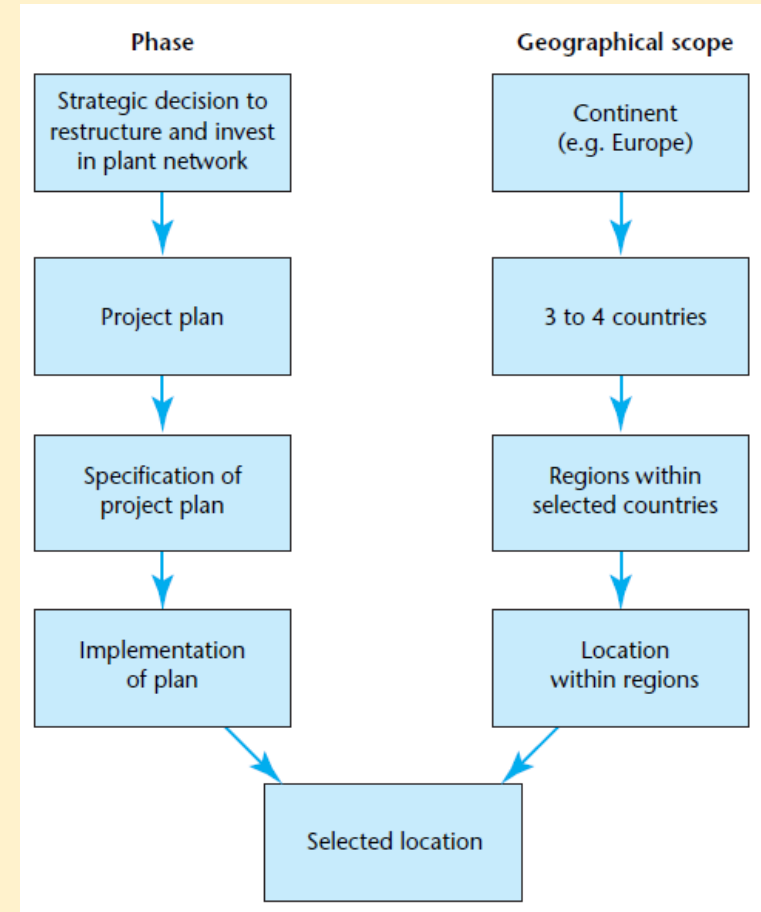 Phase
Geographical scope
Strategic decision to
restructure and invest
in plant network
Continent
(e.g. Europe)
Project plan
3 to 4 countries
Specification of
project plan
Regions within
selected countries
Implementation
of plan
Location
within regions
Selected location